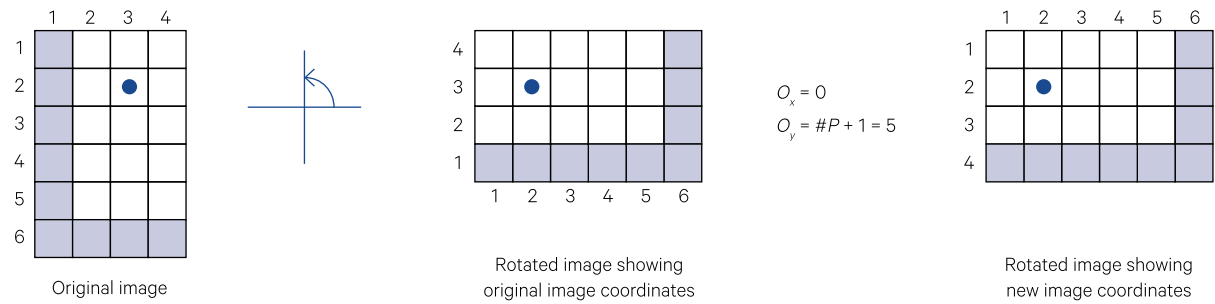 1 2 3 4
1
2
3
4
5
6
Original image
4
3
2
1
1 2 3 4 5 6
Rotated image showing
original image coordinates
Ox = 0
Oy = #P + 1 = 5
1 2 3 4 5 6
1
2
3
4
Rotated image showing
new image coordinates